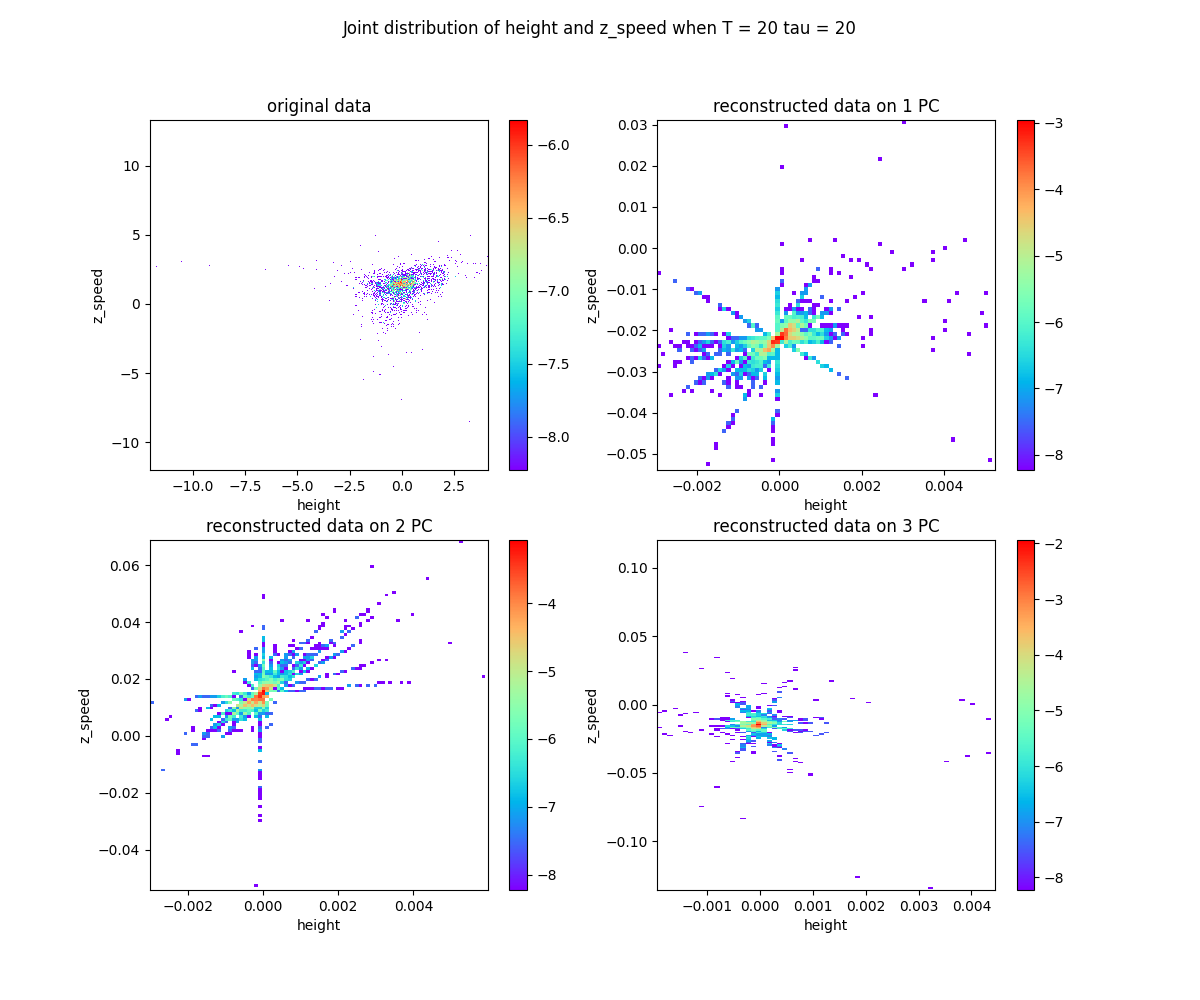 Joint distribution of height and z_speed when T = 20 tau = 20
original data
z_speed
10
5
0
−5
−10
−10.0 −7.5 −5.0 −2.5 0.0 2.5
height
−6.0
−6.5
−7.0
−7.5
−8.0
reconstructed data on 1 PC
z_speed
0.03
0.02
0.01
0.00
−0.01
−0.02
−0.03
−0.04
−0.05
−0.002 0.000 0.002 0.004
height
−3
−4
−5
−6
−7
−8
reconstructed data on 2 PC
z_speed
0.06
0.04
0.02
0.00
−0.02
−0.04
−0.002 0.000 0.002 0.004
height
−4
−5
−6
−7
−8
reconstructed data on 3 PC
z_speed
0.10
0.05
0.00
−0.05
−0.10
−0.001 0.000 0.001 0.002 0.003 0.004
height
−2
−3
−4
−5
−6
−7
−8